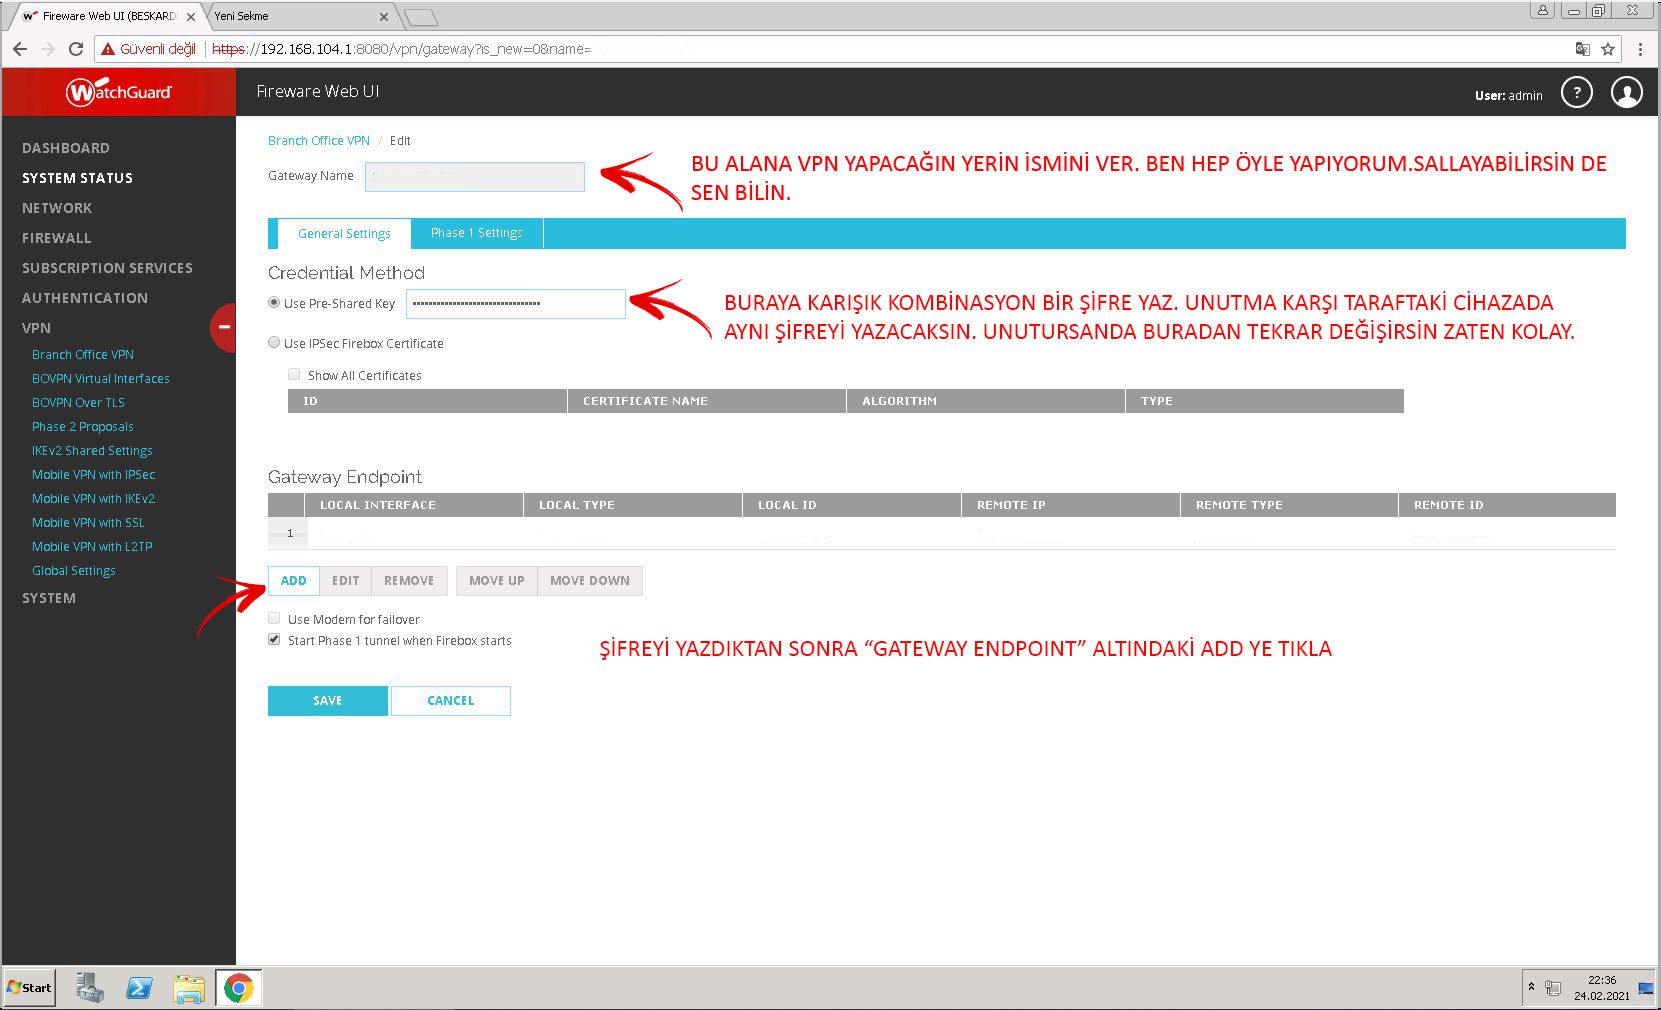 Fireware Web UI (BESKARD
Yeni Sekme
Güvenli değil
https://192.168.104.1:8080/vpn/gateway?is_new=0&name=
WatchGuard
Fireware Web UI
User: admin
?
DASHBOARD
SYSTEM STATUS
NETWORK
FIREWALL
SUBSCRIPTION SERVICES
AUTHENTICATION
VPN
Branch Office VPN
BOVPN Virtual Interfaces
BOVPN Over TLS
Phase 2 Proposals
IKEv2 Shared Settings
Mobile VPN with IPSec
Mobile VPN with IKEv2
Mobile VPN with SSL
Mobile VPN with L2TP
Global Settings
SYSTEM
Branch Office VPN / Edit
Gateway Name
BU ALANA VPN YAPACAĞIN YERİN İSMİNİ VER. BEN HEP ÖYLE YAPIYORUM.SALLAYABİLİRSİN DE
SEN BİLİN.
General Settings
Phase 1 Settings
Credential Method
Use Pre-Shared Key
BURAYA KARIŞIK KOMBİNASYON BİR ŞİFRE YAZ. UNUTMA KARŞI TARAFTAKİ CİHAZADA
AYNI ŞİFREYİ YAZACAKSIN. UNUTURSANDA BURADAN TEKRAR DEĞİŞİRSİN ZATEN KOLAY.
Use IPSec Firebox Certificate
Show All Certificates
ID CERTIFICATE NAME ALGORITHM TYPE
Gateway Endpoint
LOCAL INTERFACE LOCAL TYPE LOCAL ID REMOTE IP REMOTE TYPE REMOTE ID
1
ADD EDIT REMOVE MOVE UP MOVE DOWN
Use Modem for failover
Start Phase 1 tunnel when Firebox starts
ŞİFREYİ YAZDIKTAN SONRA “GATEWAY ENDPOINT” ALTINDAKİ ADD YE TIKLA
SAVE CANCEL
Start
22:36
24.02.2021